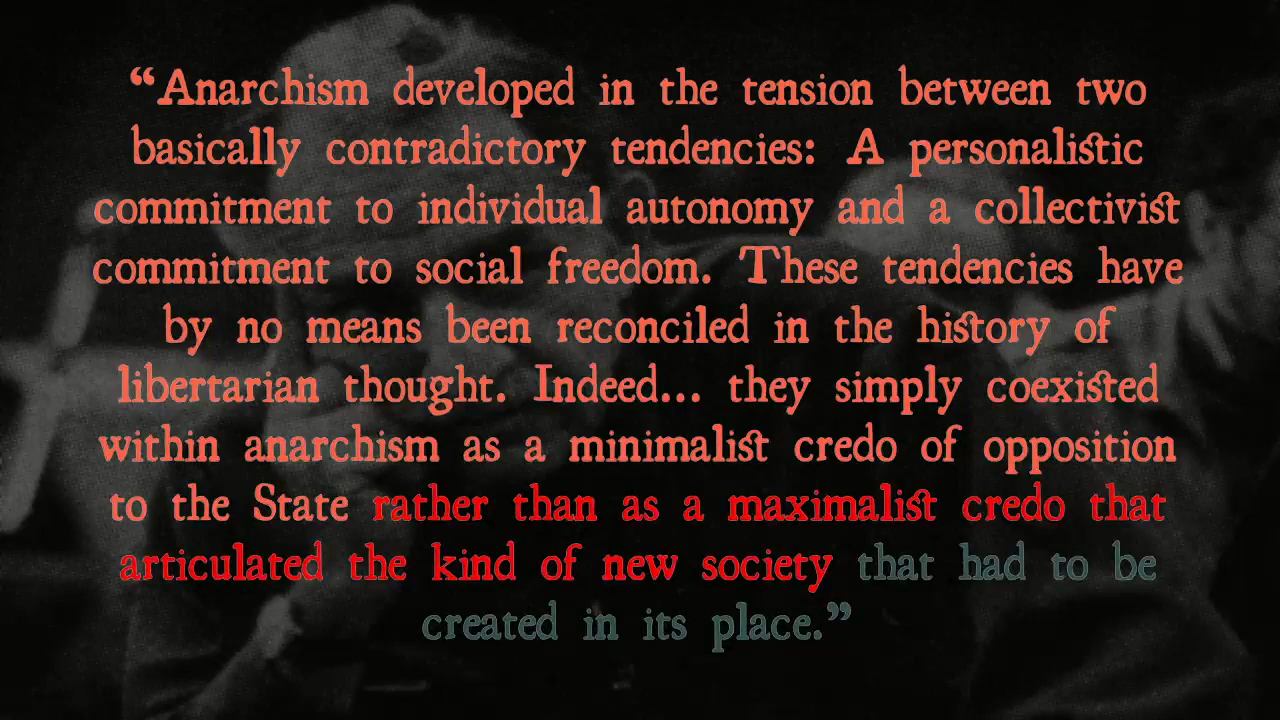 “Anarchism developed in the tension between two
basically contradictory tendencies: A personalistic
commitment to individual autonomy and a collectivist
commitment to social freedom. These tendencies have
by no means been reconciled in the history of
libertarian thought. Indeed... they simply coexisted
within anarchism as a minimalist credo of opposition
to the State rather than as a maximalist credo that
articulated the kind of new society that had to be
created in its place.”